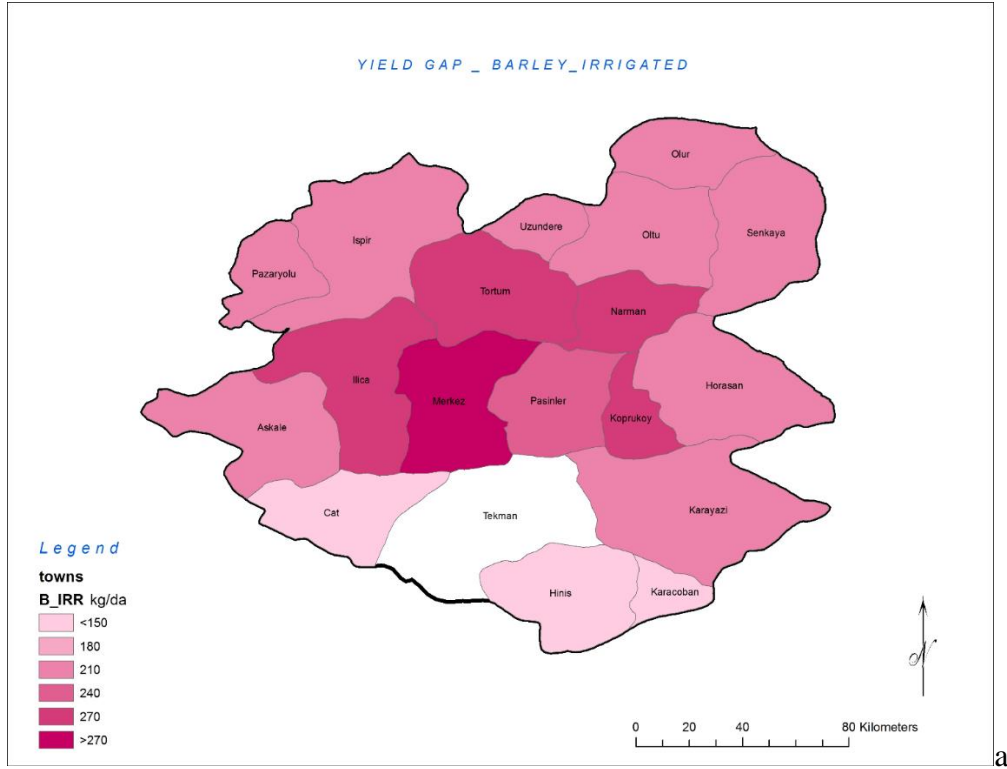 YIELD GAP _ BARLEY_IRRIGATED
Olur
Uzundere
Oltu
Senkaya
Ispir
Pazaryolu
Tortum
Narman
Ilica
Merkez
Pasinler
Koprukoy
Horasan
Askale
Cat
Tekman
Karayazi
Hinis
Karacoban
Legend
towns
B_IRR kg/da
<150
180
210
240
270
>270
N
0 20 40 80 Kilometers
a